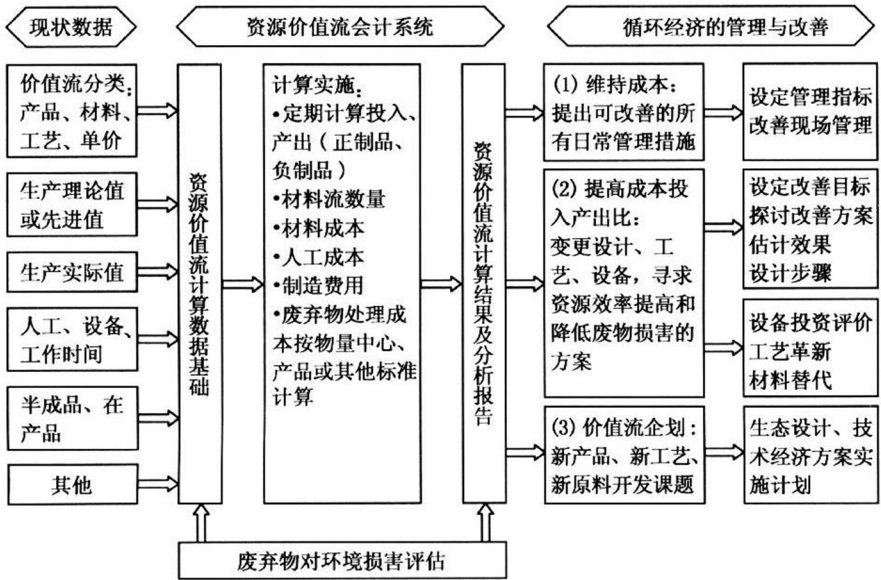 现状数据
资源价值流会计系统
循环经济的管理与改善
价值流分类：
产品、材料、
工艺、单价
生产理论值
或先进值
生产实际值
人工、设备、
工作时间
半成品、在
产品
其他
资源价值流计算数据基础
计算实施：
•定期计算投入、
产出（正制品、
负制品）
•材料流数量
•材料成本
•人工成本
•制造费用
•废弃物处理成
本按物量中心、
产品或其他标准
计算
资源价值流计算结果及分析报告
(1) 维持成本：
提出可改善的所
有日常管理措施
设定管理指标
改善现场管理
(2) 提高成本投
入产出比：
变更设计、工
艺、设备，寻求
资源效率提高和
降低废物损害的
方案
设定改善目标
探讨改善方案
估计效果
设计步骤
设备投资评价
工艺革新
材料替代
(3) 价值流企划：
新产品、新工艺、
新原料开发课题
生态设计、技
术经济方案实
施计划
废弃物对环境损害评估